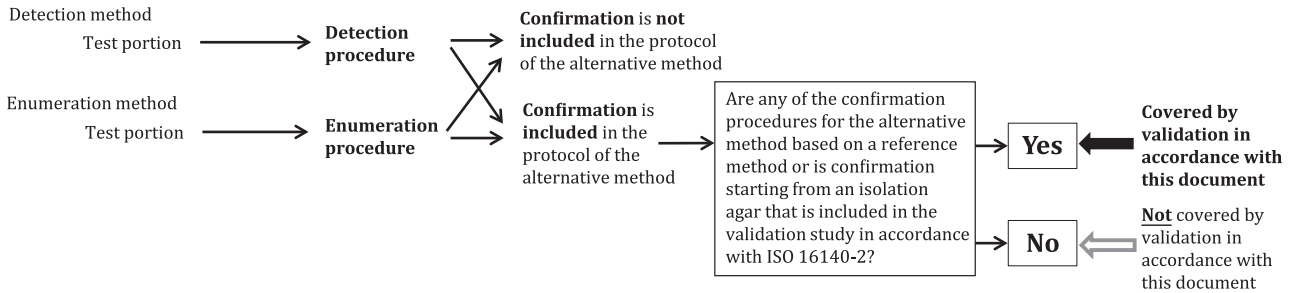 Detection method
Test portion
Detection
procedure
Confirmation is not
included in the protocol
of the alternative method
Enumeration method
Test portion
Enumeration
procedure
Confirmation is
included in the
protocol of the
alternative method
Are any of the confirmation
procedures for the alternative
method based on a reference
method or is confirmation
starting from an isolation
agar that is included in the
validation study in accordance
with ISO 16140-2?
Yes
Covered by
validation in
accordance with
this document
No
Not covered by
validation in
accordance with
this document